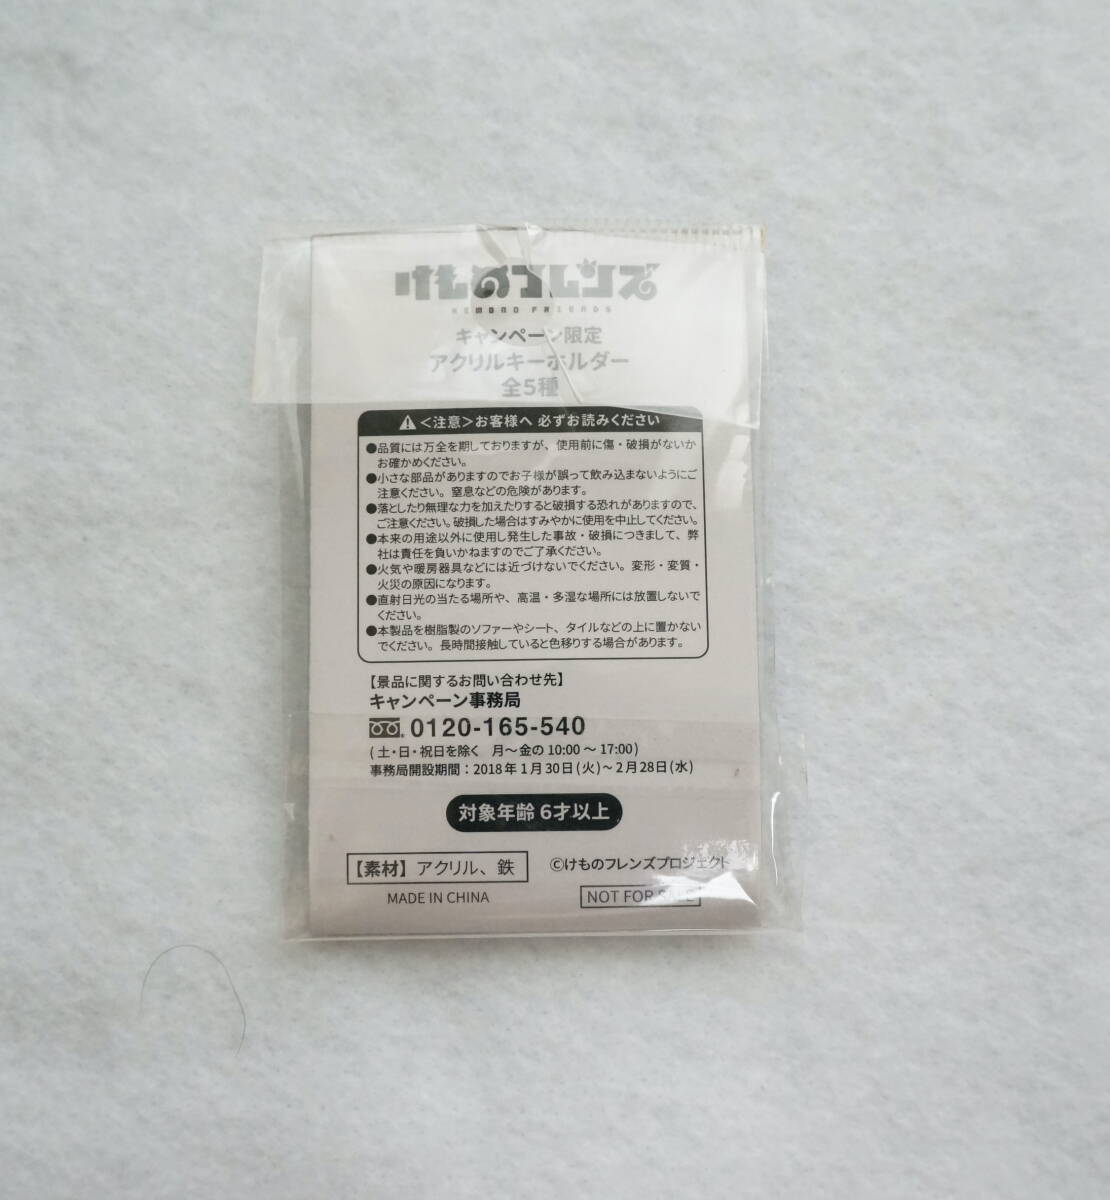 けものフレンズ
KEMONO FRIENDS
キャンペーン限定
アクリルキーホルダー
全5種
<注意>お客様へ 必ずお読みください
●品質には万全を期しておりますが、使用前に傷・破損がないか
お確かめください。
●小さな部品がありますのでお子様が誤って飲み込まないようにご
注意ください。窒息などの危険があります。
●落としたり無理な力を加えたりすると破損する恐れがありますので、
ご注意ください。破損した場合はすみやかに使用を中止してください。
●本来の用途以外に使用し発生した事故・破損につきまして、弊
社は責任を負いかねますのでご了承ください。
●火気や暖房器具などには近づけないでください。変形・変質・
火災の原因になります。
●直射日光の当たる場所や、高温・多湿な場所には放置しないで
ください。
●本製品を樹脂製のソファーやシート、タイルなどの上に置かない
でください。長時間接触していると色移りする場合があります。
【景品に関するお問い合わせ先】
キャンペーン事務局
0120-165-540
(土・日・祝日を除く 月〜金の10:00〜17:00)
事務局開設期間：2018年1月30日(火)〜2月28日(水)
対象年齢 6才以上
【素材】アクリル、鉄
©けものフレンズプロジェクト
MADE IN CHINA
NOT FOR SALE